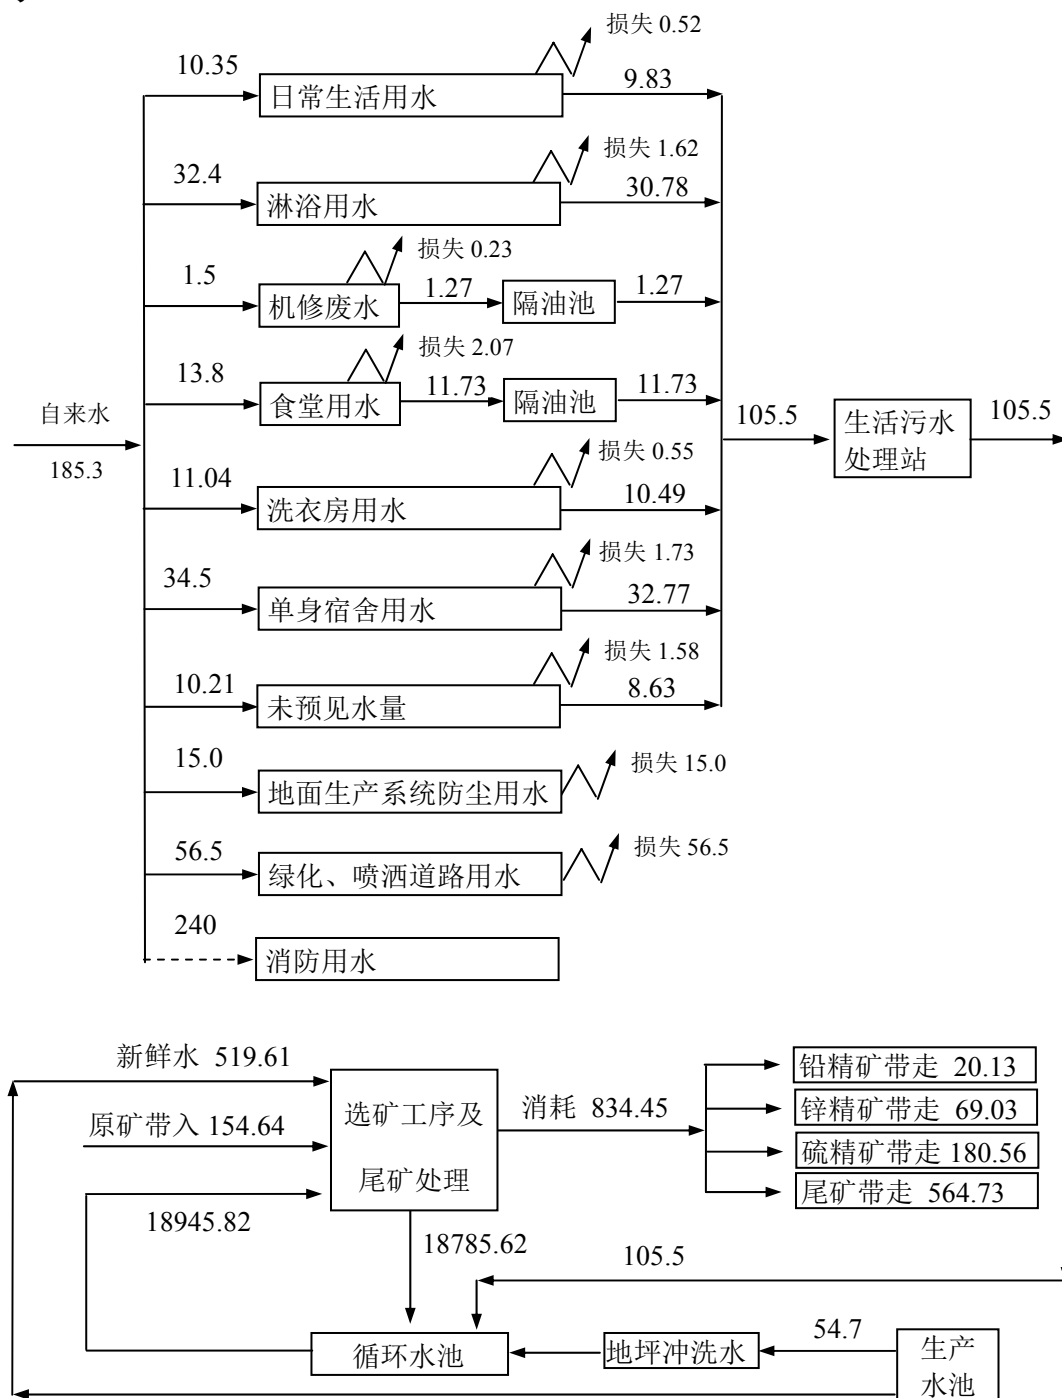 损失 0.52
10.35
日常生活用水
9.83
损失 1.62
32.4
淋浴用水
30.78
损失 0.23
1.5
机修废水
1.27
隔油池
1.27
损失 2.07
13.8
食堂用水
11.73
隔油池
11.73
自来水
185.3
105.5
生活污水
处理站
105.5
损失 0.55
11.04
洗衣房用水
10.49
损失 1.73
34.5
单身宿舍用水
32.77
损失 1.58
10.21
未预见水量
8.63
15.0
地面生产系统防尘用水
损失 15.0
56.5
绿化、喷洒道路用水
损失 56.5
240
消防用水
新鲜水 519.61
原矿带入 154.64
18945.82
选矿工序及
尾矿处理
消耗 834.45
铅精矿带走 20.13
锌精矿带走 69.03
硫精矿带走 180.56
尾矿带走 564.73
18785.62
105.5
循环水池
地坪冲洗水
54.7
生产
水池